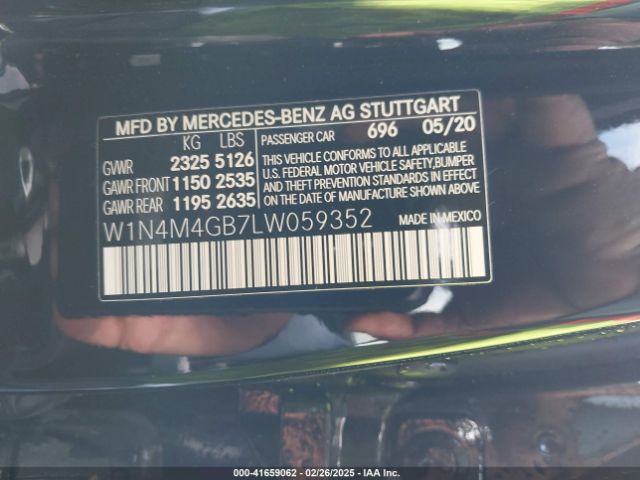 MFD BY MERCEDES-BENZ AG STUTTGART
KG LBS
GVWR 2325 5126
GAWR FRONT 1150 2535
GAWR REAR 1195 2635
PASSENGER CAR 696 05/20
THIS VEHICLE CONFORMS TO ALL APPLICABLE
U.S. FEDERAL MOTOR VEHICLE SAFETY,BUMPER
AND THEFT PREVENTION STANDARDS IN EFFECT
ON THE DATE OF MANUFACTURE SHOWN ABOVE.
W1N4M4GB7LW059352 MADE IN MEXICO
000-41659062 - 02/26/2025 - IAA Inc.